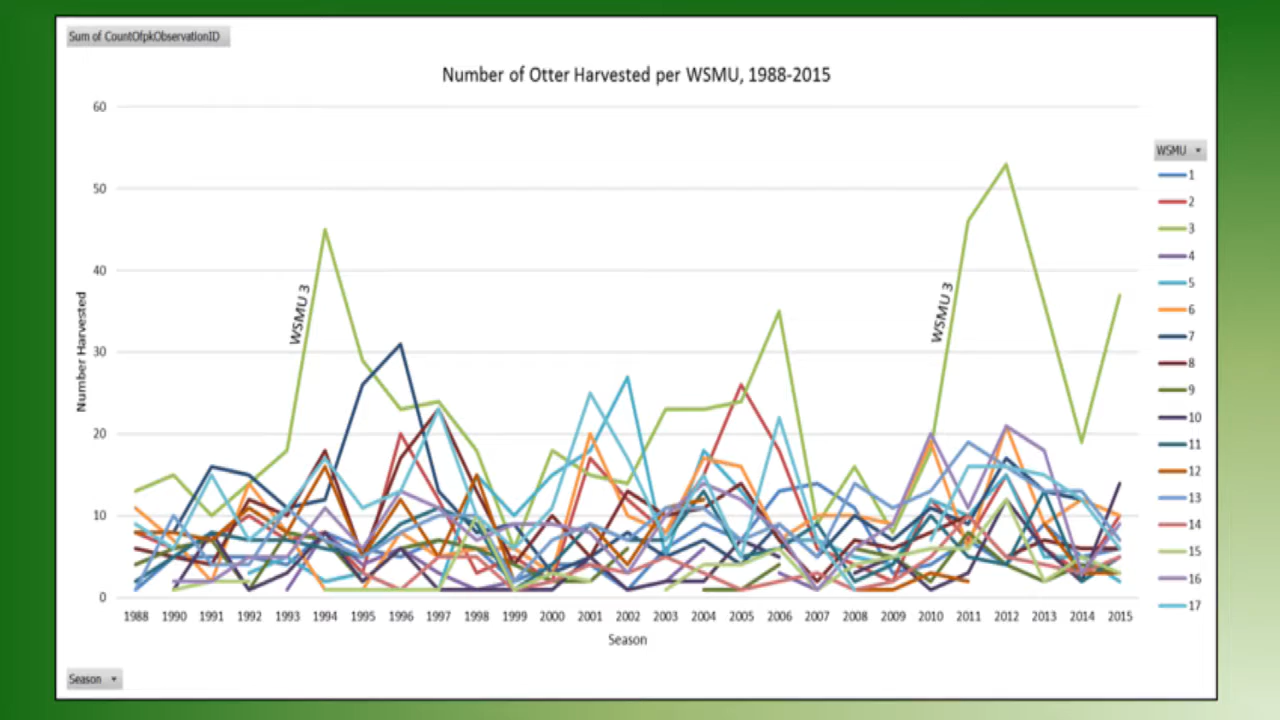 Sum of CountOfpkObservationID
Number of Otter Harvested per WSMU, 1988-2015
60
50
40
30
20
10
0
Number Harvested
WSMU 3
WSMU 3
1988 1990 1991 1992 1993 1994 1995 1996 1997 1998 1999 2000 2001 2002 2003 2004 2005 2006 2007 2008 2009 2010 2011 2012 2013 2014 2015
Season
WSMU
1
2
3
4
5
6
7
8
9
10
11
12
13
14
15
16
17
Season